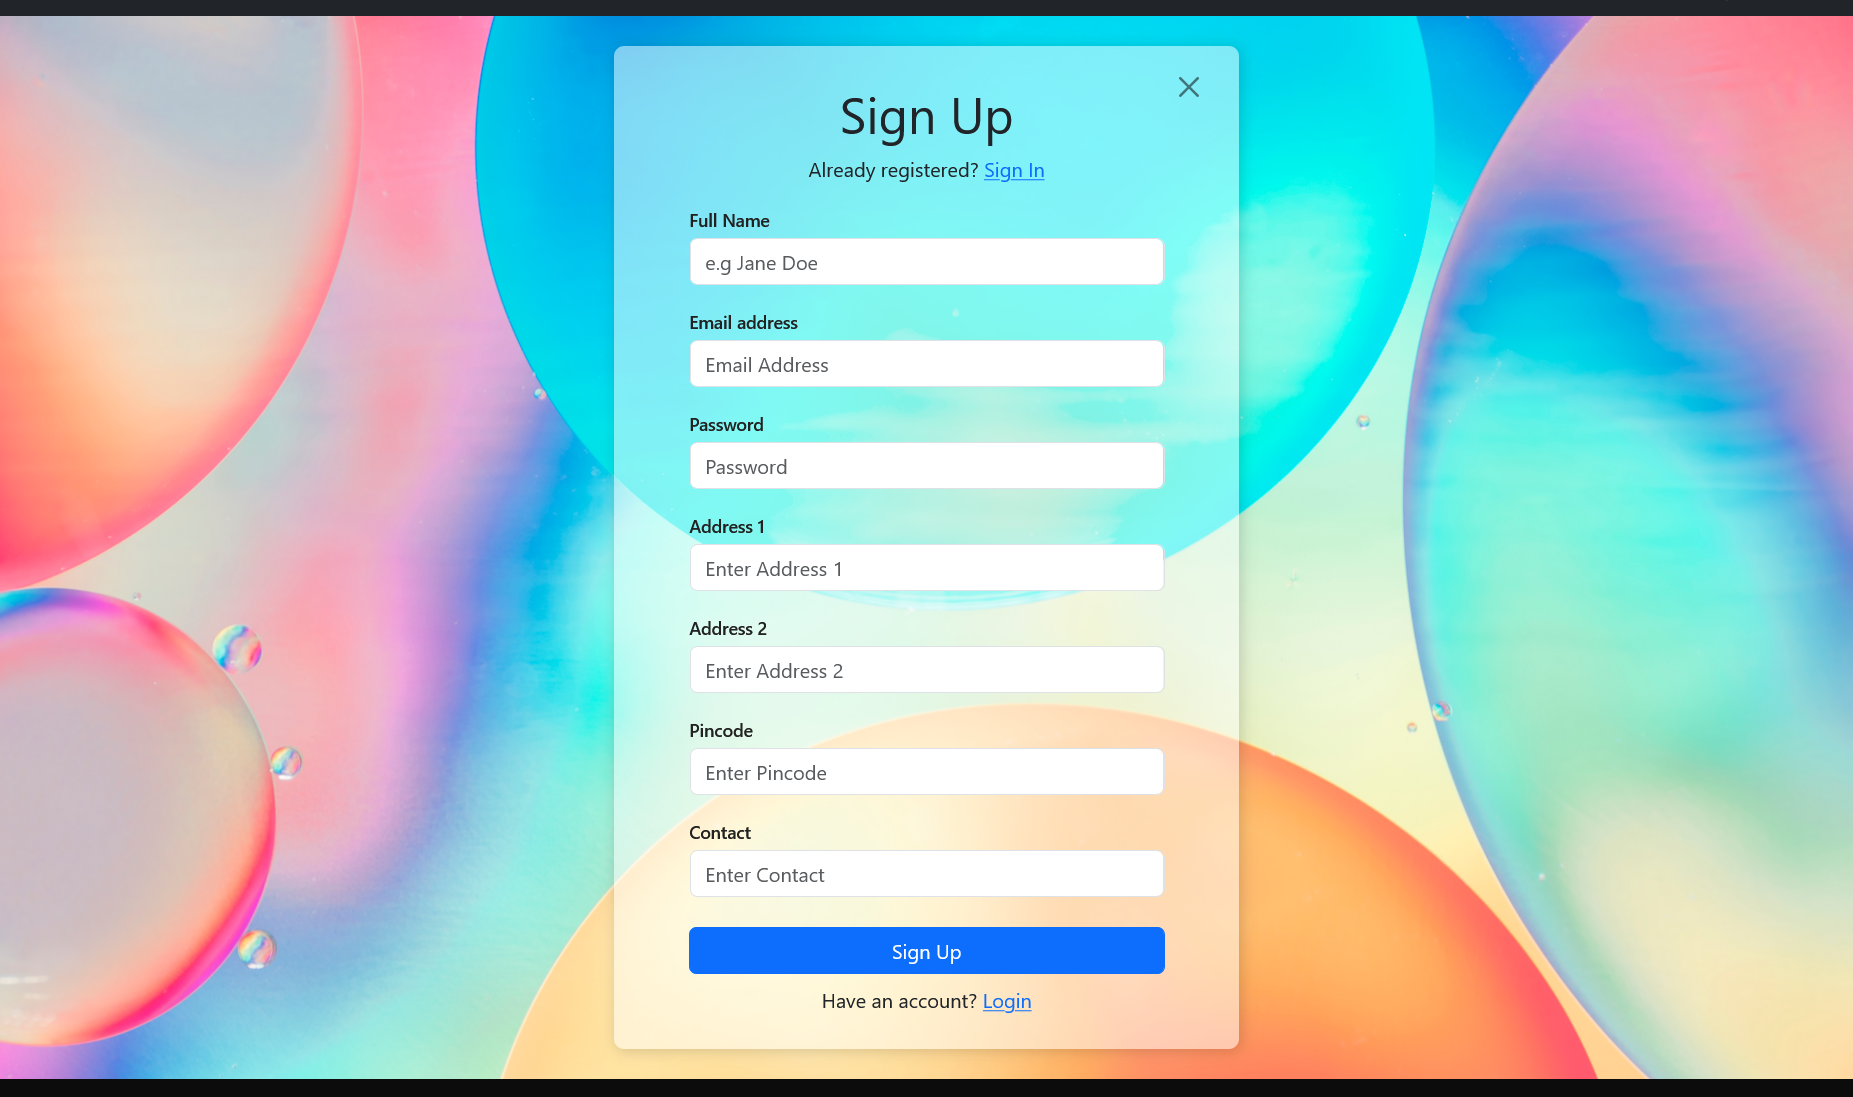 Sign Up
Already registered? Sign In
Full Name
e.g Jane Doe
Email address
Email Address
Password
Password
Address 1
Enter Address 1
Address 2
Enter Address 2
Pincode
Enter Pincode
Contact
Enter Contact
Sign Up
Have an account? Login